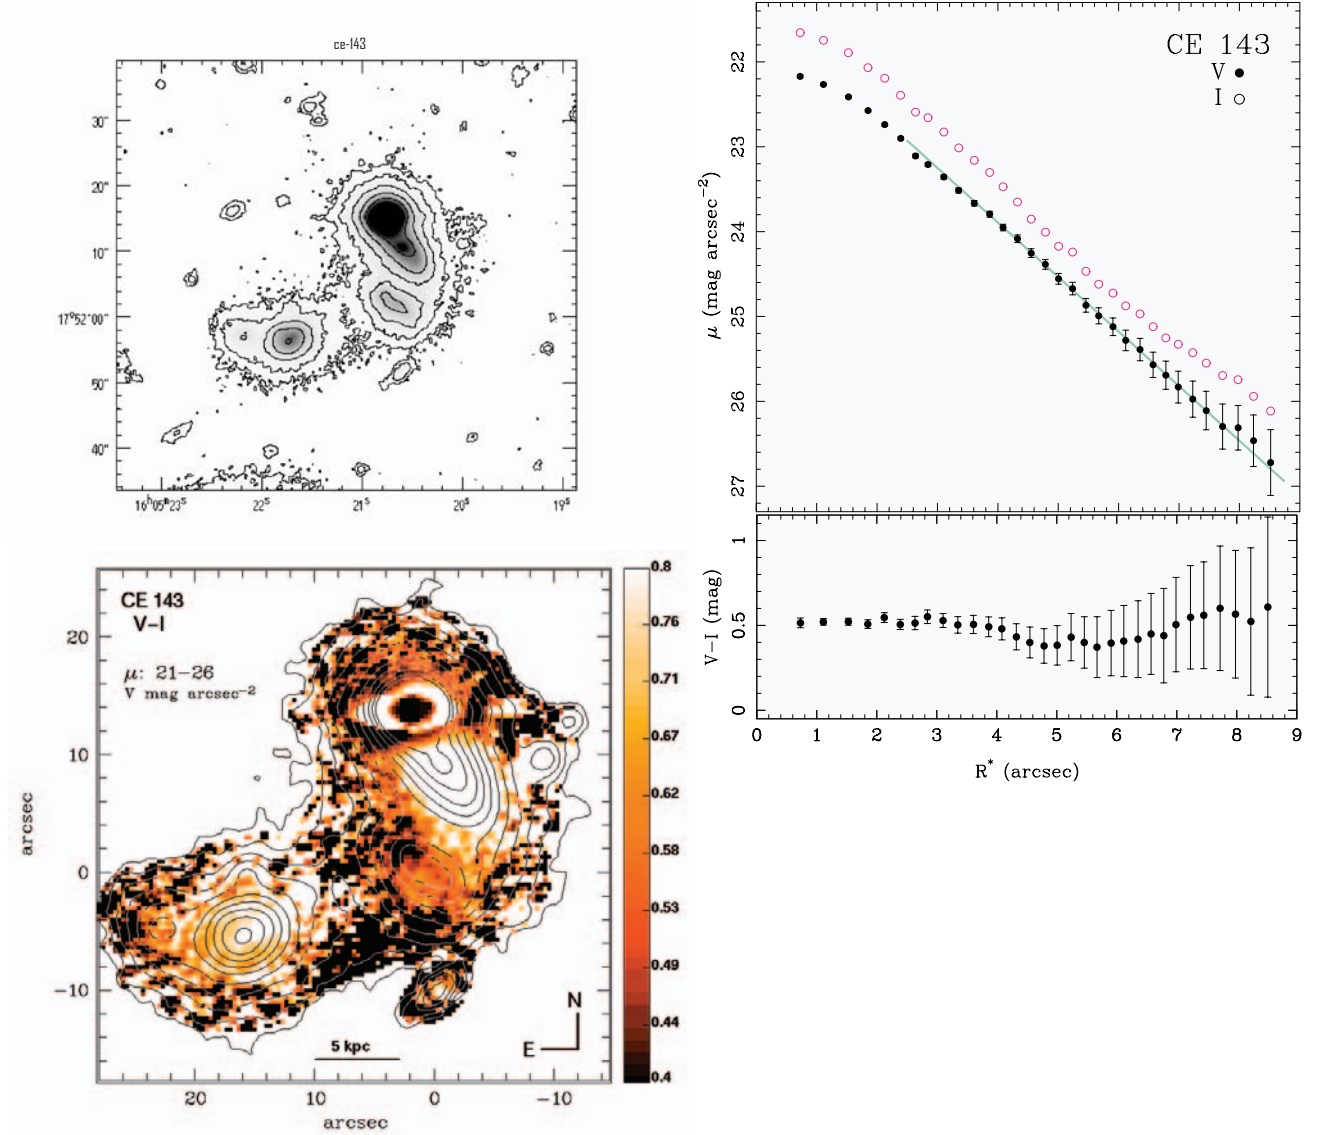 ce-143
30"
20"
10"
17°52'00"
50"
40"
16h05m23s
22s
21s
20s
19s
CE 143
V
I
22
23
24
25
26
27
μ (mag arcsec⁻²)
1
0.5
0
V−I (mag)
0 1 2 3 4 5 6 7 8 9
R* (arcsec)
CE 143
V−I
μ: 21−26
V mag arcsec⁻²
20
10
0
−10
arcsec
5 kpc
N
E
20 10 0 −10
arcsec
0.8
0.76
0.71
0.67
0.62
0.58
0.53
0.49
0.44
0.4